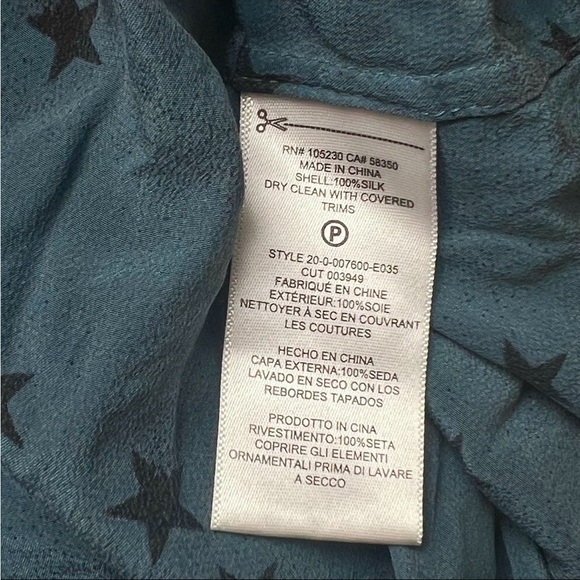 RN# 105230 CA# 58350
MADE IN CHINA
SHELL:100%SILK
DRY CLEAN WITH COVERED
TRIMS
P
STYLE 20-0-007600-E035
CUT 003949
FABRIQUÉ EN CHINE
EXTÉRIEUR:100%SOIE
NETTOYER À SEC EN COUVRANT
LES COUTURES
HECHO EN CHINA
CAPA EXTERNA:100%SEDA
LAVADO EN SECO CON LOS
REBORDES TAPADOS
PRODOTTO IN CINA
RIVESTIMENTO:100%SETA
COPRIRE GLI ELEMENTI
ORNAMENTALI PRIMA DI LAVARE
A SECCO